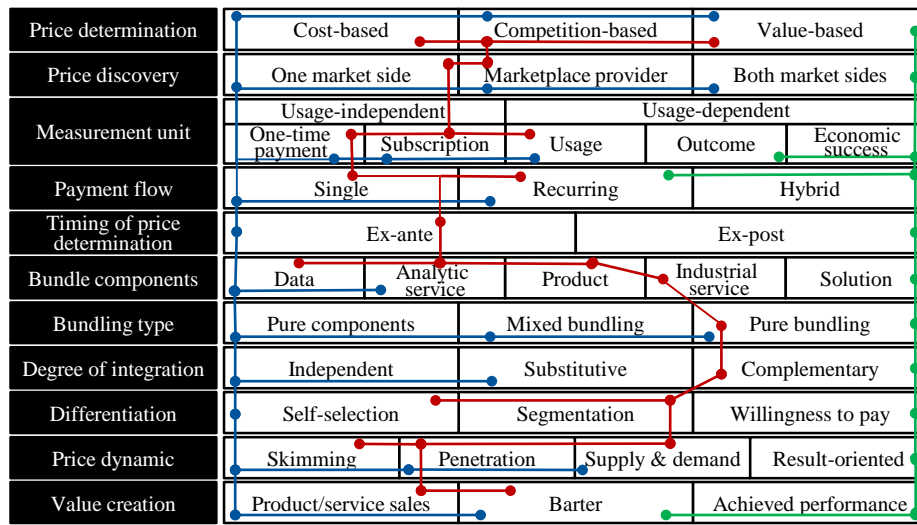 Price determination
Cost-based
Competition-based
Value-based
Price discovery
One market side
Marketplace provider
Both market sides
Measurement unit
Usage-independent
Usage-dependent
One-time
payment
Subscription
Usage
Outcome
Economic
success
Payment flow
Single
Recurring
Hybrid
Timing of price
determination
Ex-ante
Ex-post
Bundle components
Data
Analytic
service
Product
Industrial
service
Solution
Bundling type
Pure components
Mixed bundling
Pure bundling
Degree of integration
Independent
Substitutive
Complementary
Differentiation
Self-selection
Segmentation
Willingness to pay
Price dynamic
Skimming
Penetration
Supply & demand
Result-oriented
Value creation
Product/service sales
Barter
Achieved performance